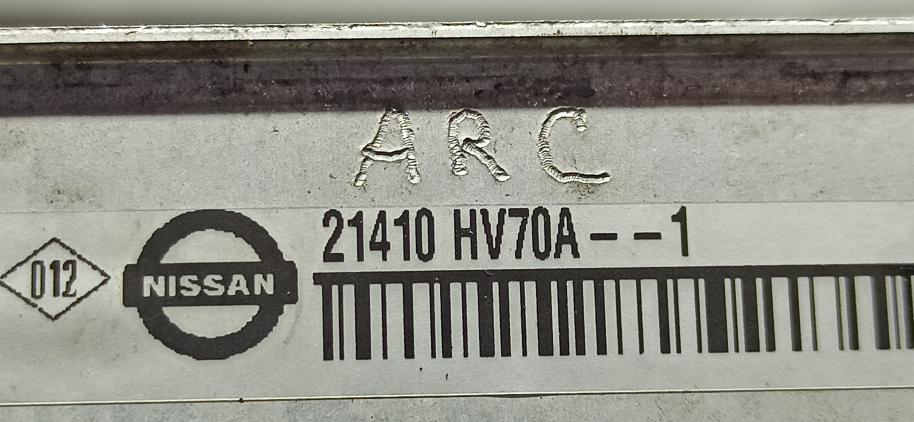 ARC
21410 HV70A--1
012
NISSAN